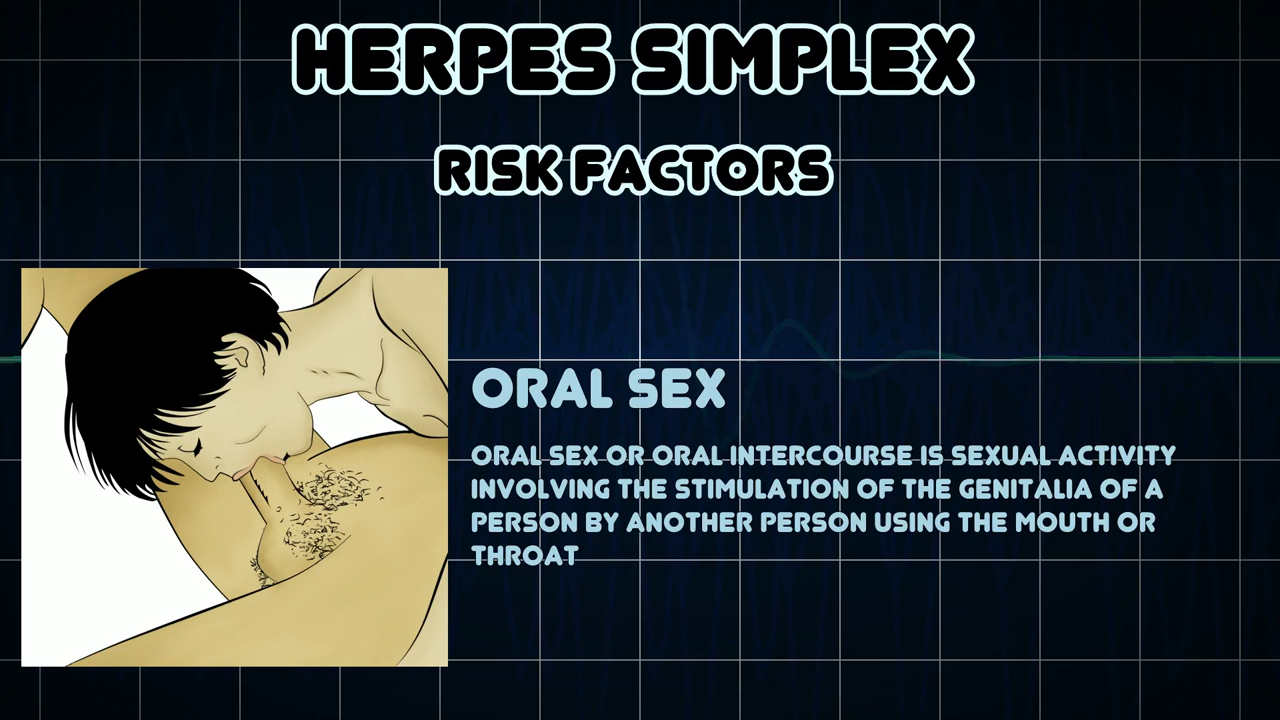 HERPES SIMPLEX
RISK FACTORS
ORAL SEX
ORAL SEX OR ORAL INTERCOURSE IS SEXUAL ACTIVITY
INVOLVING THE STIMULATION OF THE GENITALIA OF A
PERSON BY ANOTHER PERSON USING THE MOUTH OR
THROAT